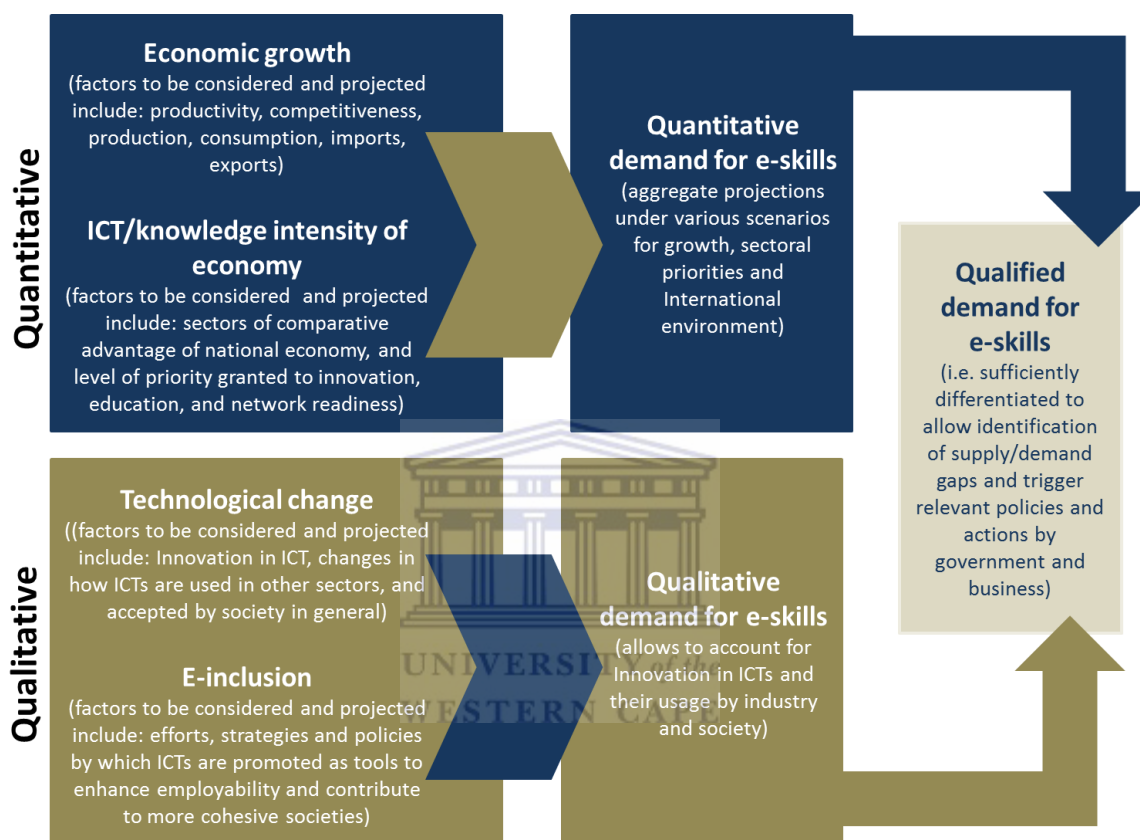 Quantitative
Economic growth
(factors to be considered and projected
include: productivity, competitiveness,
production, consumption, imports,
exports)
ICT/knowledge intensity of
economy
(factors to be considered  and projected
include: sectors of comparative
advantage of national economy, and
level of priority granted to innovation,
education, and network readiness)
Quantitative
demand for e-skills
(aggregate projections
under various scenarios
for growth, sectoral
priorities and
International
environment)
Qualitative
Technological change
((factors to be considered and projected
include: Innovation in ICT, changes in
how ICTs are used in other sectors, and
accepted by society in general)
E-inclusion
(factors to be considered and projected
include: efforts, strategies and policies
by which ICTs are promoted as tools to
enhance employability and contribute
to more cohesive societies)
Qualitative
demand for e-skills
(allows to account for
Innovation in ICTs and
their usage by industry
and society)
Qualified
demand for
e-skills
(i.e. sufficiently
differentiated to
allow identification
of supply/demand
gaps and trigger
relevant policies and
actions by
government and
business)
UNIVERSITY of the
WESTERN CAPE